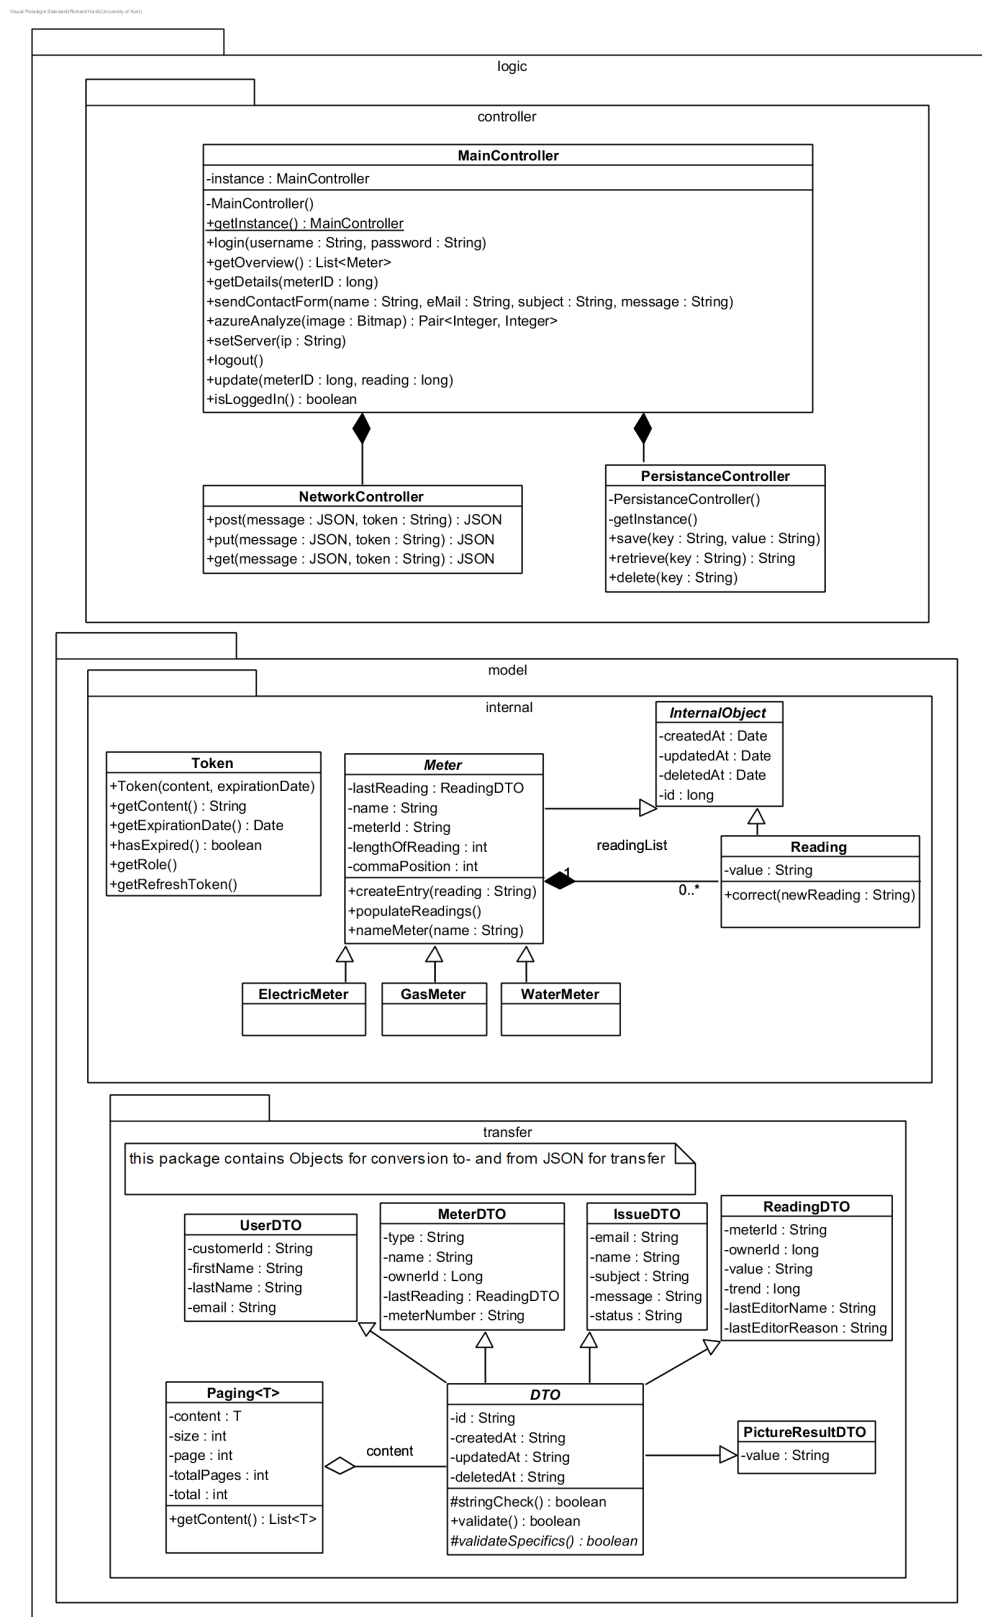 Visual Paradigm Standard(Richard Hanß(University of Kiel))
logic
controller
MainController
-instance : MainController
-MainController()
+getInstance() : MainController
+login(username : String, password : String)
+getOverview() : List<Meter>
+getDetails(meterID : long)
+sendContactForm(name : String, eMail : String, subject : String, message : String)
+azureAnalyze(image : Bitmap) : Pair<Integer, Integer>
+setServer(ip : String)
+logout()
+update(meterID : long, reading : long)
+isLoggedIn() : boolean
NetworkController
+post(message : JSON, token : String) : JSON
+put(message : JSON, token : String) : JSON
+get(message : JSON, token : String) : JSON
PersistanceController
-PersistanceController()
-getInstance()
+save(key : String, value : String)
+retrieve(key : String) : String
+delete(key : String)
model
internal
Token
+Token(content, expirationDate)
+getContent() : String
+getExpirationDate() : Date
+hasExpired() : boolean
+getRole()
+getRefreshToken()
Meter
-lastReading : ReadingDTO
-name : String
-meterId : String
-lengthOfReading : int
-commaPosition : int
+createEntry(reading : String)
+populateReadings()
+nameMeter(name : String)
InternalObject
-createdAt : Date
-updatedAt : Date
-deletedAt : Date
-id : long
readingList
1
0..*
Reading
-value : String
+correct(newReading : String)
ElectricMeter
GasMeter
WaterMeter
transfer
this package contains Objects for conversion to- and from JSON for transfer
UserDTO
-customerId : String
-firstName : String
-lastName : String
-email : String
MeterDTO
-type : String
-name : String
-ownerId : Long
-lastReading : ReadingDTO
-meterNumber : String
IssueDTO
-email : String
-name : String
-subject : String
-message : String
-status : String
ReadingDTO
-meterId : String
-ownerId : long
-value : String
-trend : long
-lastEditorName : String
-lastEditorReason : String
Paging<T>
-content : T
-size : int
-page : int
-totalPages : int
-total : int
+getContent() : List<T>
content
DTO
-id : String
-createdAt : String
-updatedAt : String
-deletedAt : String
#stringCheck() : boolean
+validate() : boolean
#validateSpecifics() : boolean
PictureResultDTO
-value : String